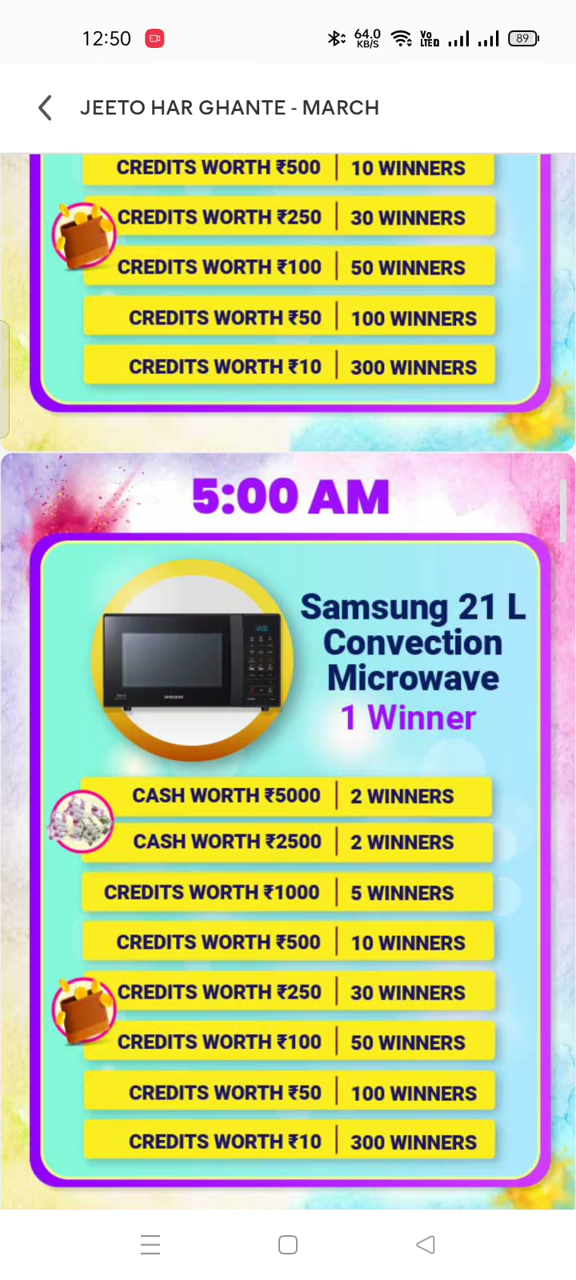 12:50
64.0
KB/S
Vo
LTED
89
JEETO HAR GHANTE - MARCH
CREDITS WORTH ₹500 | 10 WINNERS
CREDITS WORTH ₹250 | 30 WINNERS
CREDITS WORTH ₹100 | 50 WINNERS
CREDITS WORTH ₹50 | 100 WINNERS
CREDITS WORTH ₹10 | 300 WINNERS
5:00 AM
Samsung 21 L
Convection
Microwave
1 Winner
SAMSUNG
CASH WORTH ₹5000 | 2 WINNERS
CASH WORTH ₹2500 | 2 WINNERS
CREDITS WORTH ₹1000 | 5 WINNERS
CREDITS WORTH ₹500 | 10 WINNERS
CREDITS WORTH ₹250 | 30 WINNERS
CREDITS WORTH ₹100 | 50 WINNERS
CREDITS WORTH ₹50 | 100 WINNERS
CREDITS WORTH ₹10 | 300 WINNERS